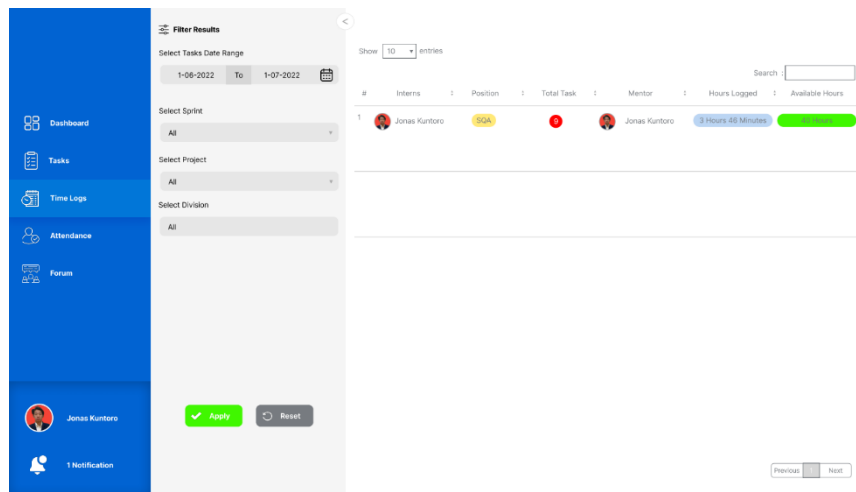 Dashboard
Tasks
Time Logs
Attendance
Forum
Jonas Kuntoro
1 Notification
Filter Results
<
Select Tasks Date Range
1-06-2022 To 1-07-2022
Select Sprint
All
Select Project
All
Select Division
All
Apply Reset
Show 10 entries
Search :
# Interns Position Total Task Mentor Hours Logged Available Hours
1 Jonas Kuntoro SQA 9 Jonas Kuntoro 3 Hours 46 Minutes 40 Hours
Previous 1 Next